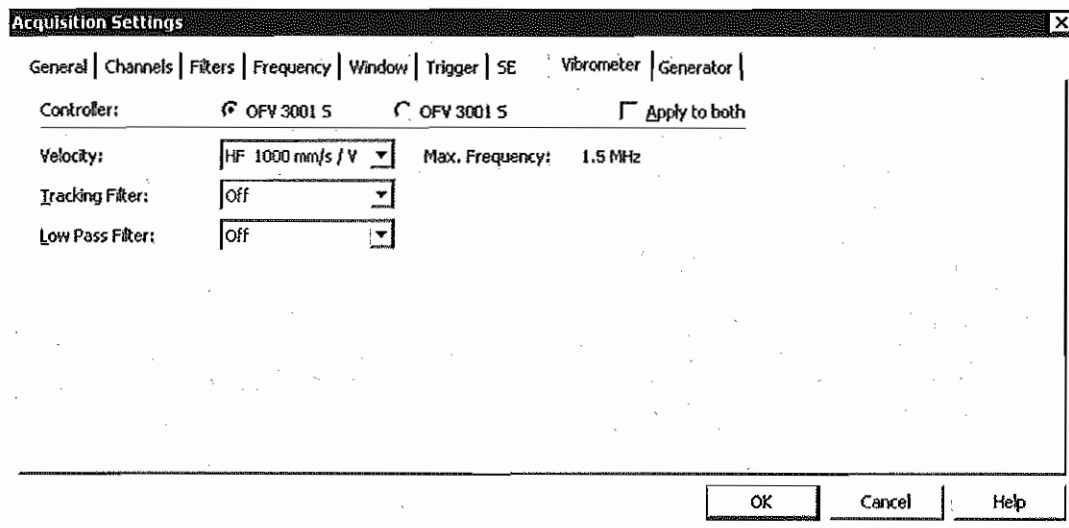 Acquisition Settings
General Channels Filters Frequency Window Trigger SE Vibrometer Generator
Controller: OFV 3001 S OFV 3001 S Apply to both
Velocity: HF 1000 mm/s / V Max. Frequency: 1.5 MHz
Tracking Filter: Off
Low Pass Filter: Off
OK Cancel Help